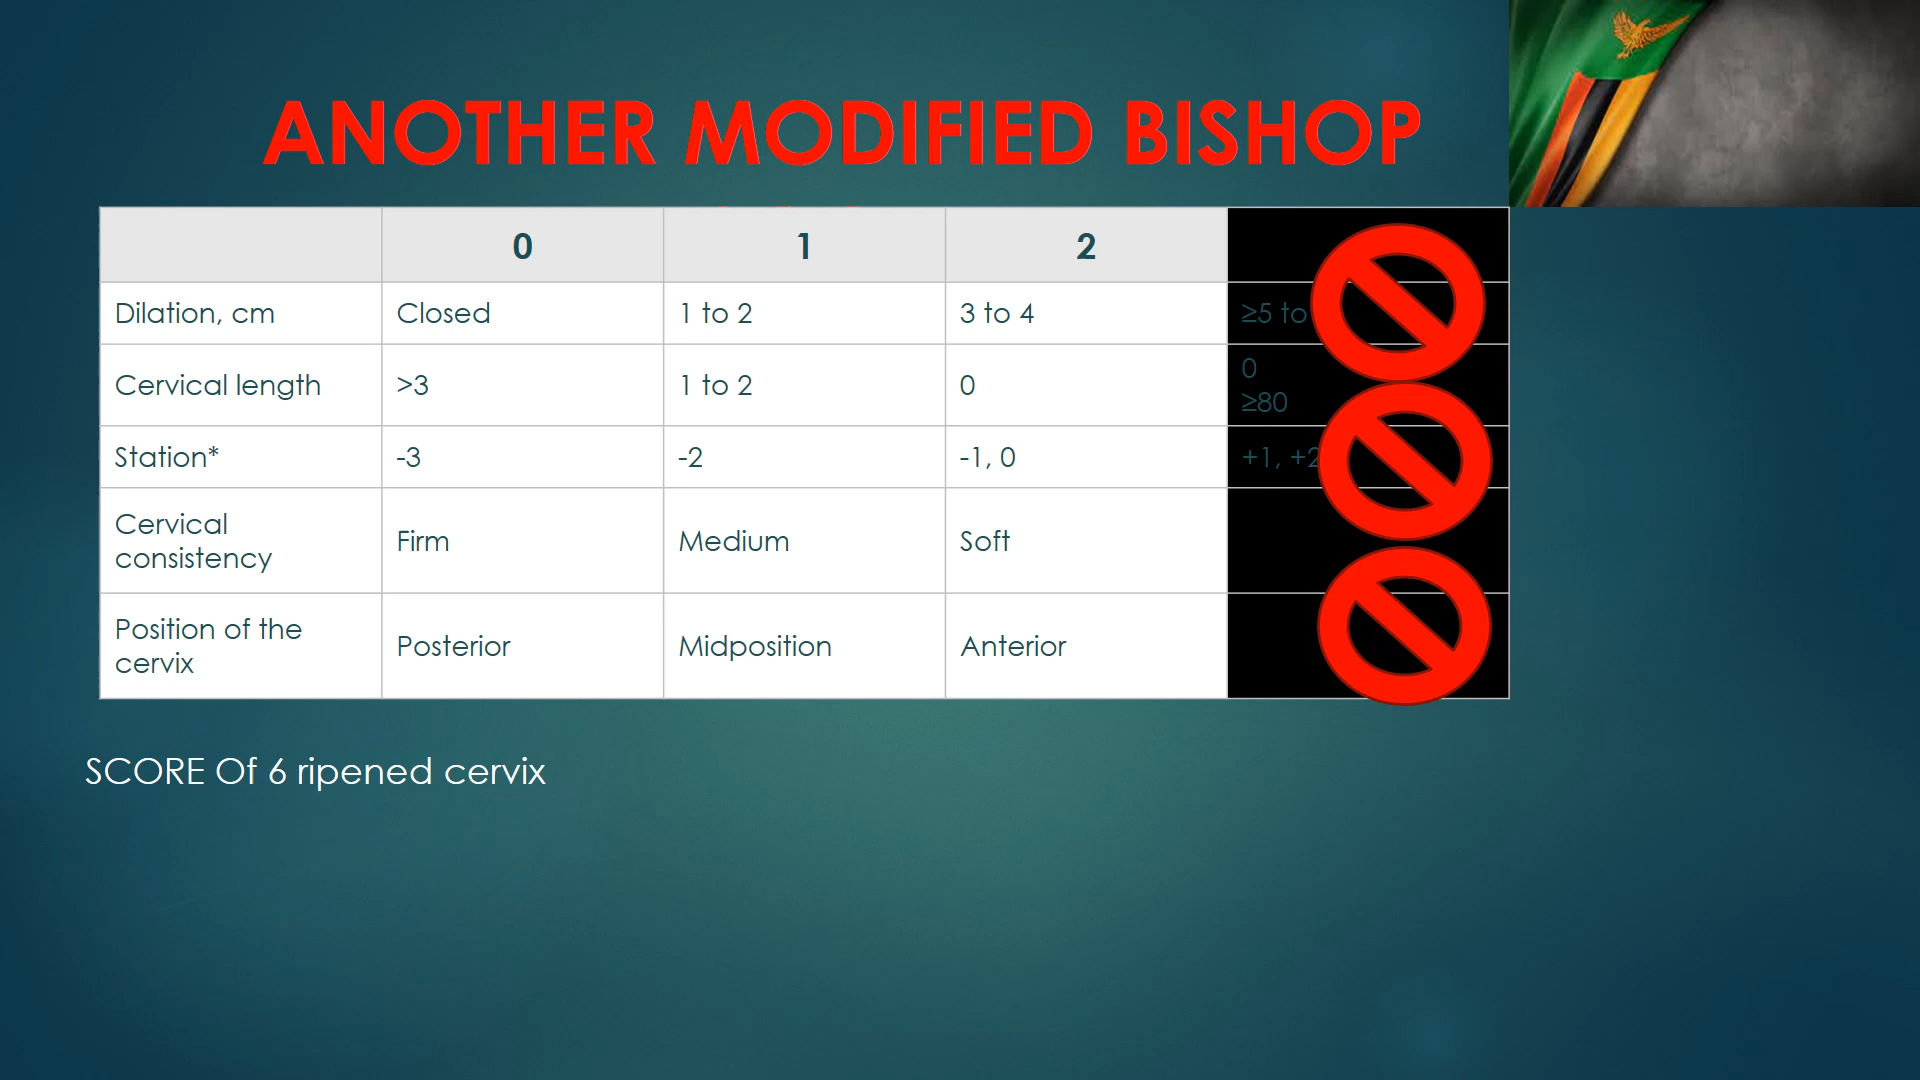 ANOTHER MODIFIED BISHOP
0 1 2
Dilation, cm Closed 1 to 2 3 to 4 ≥5 to
Cervical length >3 1 to 2 0 0
≥80
Station* -3 -2 -1, 0 +1, +2
Cervical
consistency Firm Medium Soft
Position of the
cervix Posterior Midposition Anterior
SCORE Of 6 ripened cervix